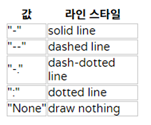 값 라인 스타일
"-" solid line
"--" dashed line
"-." dash-dotted
line
":" dotted line
"None" draw nothing